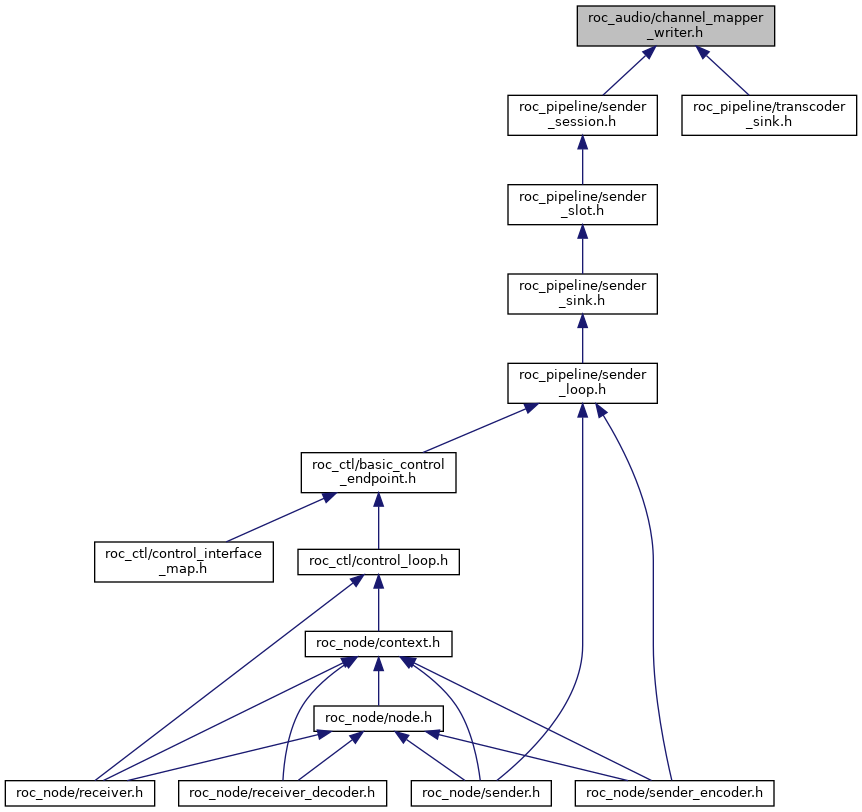 roc_audio/channel_mapper
_writer.h
roc_pipeline/sender
_session.h
roc_pipeline/transcoder
_sink.h
roc_pipeline/sender
_slot.h
roc_pipeline/sender
_sink.h
roc_pipeline/sender
_loop.h
roc_ctl/basic_control
_endpoint.h
roc_ctl/control_interface
_map.h
roc_ctl/control_loop.h
roc_node/context.h
roc_node/node.h
roc_node/receiver.h
roc_node/receiver_decoder.h
roc_node/sender.h
roc_node/sender_encoder.h